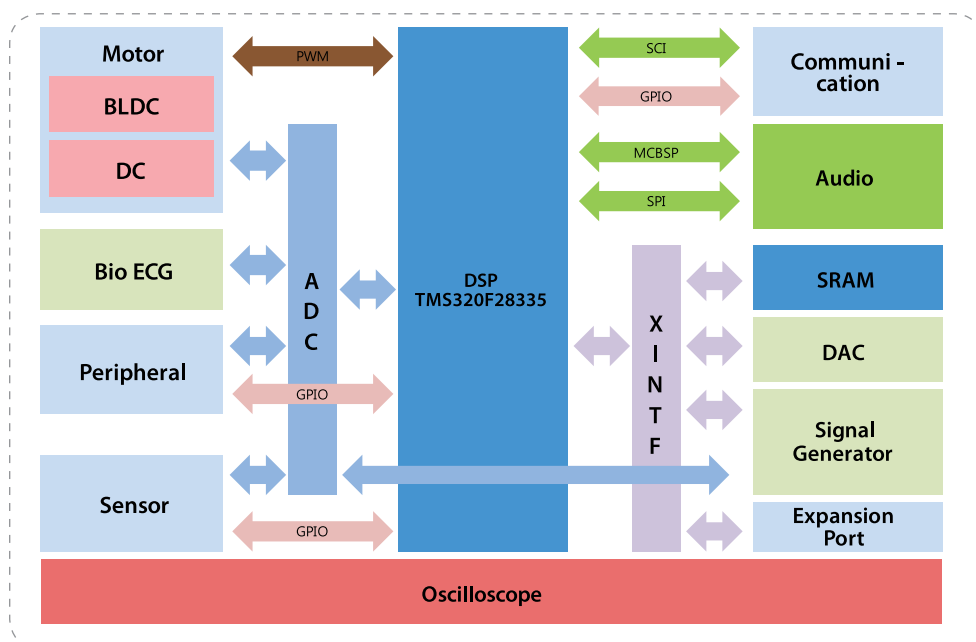 Motor
BLDC
DC
Bio ECG
Peripheral
Sensor
PWM
A
D
C
GPIO
GPIO
DSP
TMS320F28335
SCI
GPIO
MCBSP
SPI
X
I
N
T
F
Communi -
cation
Audio
SRAM
DAC
Signal
Generator
Expansion
Port
Oscilloscope